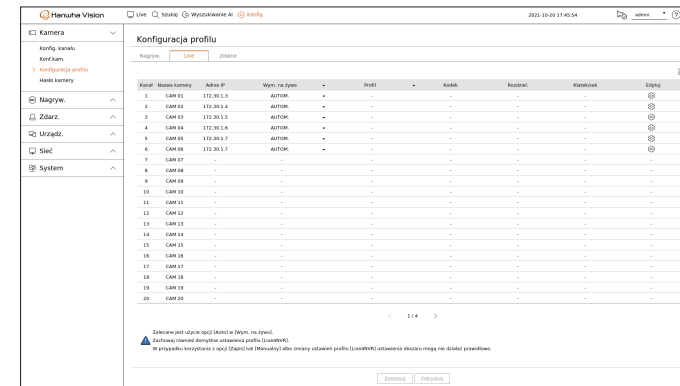 Hanwha Vision
Live Szukaj Wyszukiwanie AI Konfig
2021-10-20 17:45:54
admin
Kamera
Konfig. kanału
Konf.kam.
> Konfiguracja profilu
Hasło kamery
Nagryw.
Zdarz.
Urządz.
Sieć
System
Konfiguracja profilu
Nagryw. Live Zdalne
Kanał Nazwa kamery Adres IP Wym. na żywo Profil Kodek Rozdziel. Klatek/sek Edytuj
1 CAM 01 172.30.1.3 AUTOM. - - - -
2 CAM 02 172.30.1.4 AUTOM. - - - -
3 CAM 03 172.30.1.5 AUTOM. - - - -
4 CAM 04 172.30.1.6 AUTOM. - - - -
5 CAM 05 172.30.1.7 AUTOM. - - - -
6 CAM 06 172.30.1.7 AUTOM. - - - -
7 CAM 07 - - - - - - -
8 CAM 08 - - - - - - -
9 CAM 09 - - - - - - -
10 CAM 10 - - - - - - -
11 CAM 11 - - - - - - -
12 CAM 12 - - - - - - -
13 CAM 13 - - - - - - -
14 CAM 14 - - - - - - -
15 CAM 15 - - - - - - -
16 CAM 16 - - - - - - -
17 CAM 17 - - - - - - -
18 CAM 18 - - - - - - -
19 CAM 19 - - - - - - -
20 CAM 20 - - - - - - -
< 1 / 4 >
Zalecane jest użycie opcji [Auto] w [Wym. na żywo].
Zachowaj również domyślne ustawienia profilu [Live4NVR].
W przypadku korzystania z opcji [Zapis] lub [Manualny] albo zmiany ustawień profilu [Live4NVR] ustawienia obszaru mogą nie działać prawidłowo.
Zastosuj Odzyskaj